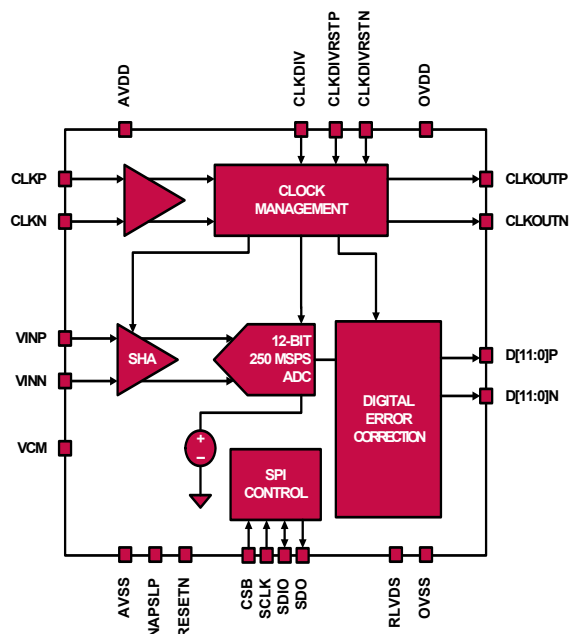 AVDD
CLKDIV
CLKDIVRSTP
CLKDIVRSTN
OVDD
CLKP
CLKN
CLOCK
MANAGEMENT
CLKOUTP
CLKOUTN
VINP
VINN
SHA
12-BIT
250 MSPS
ADC
D[11:0]P
D[11:0]N
DIGITAL
ERROR
CORRECTION
VCM
+
−
SPI
CONTROL
AVSS
NAPSLP
RESETN
CSB
SCLK
SDIO
SDO
RLVDS
OVSS